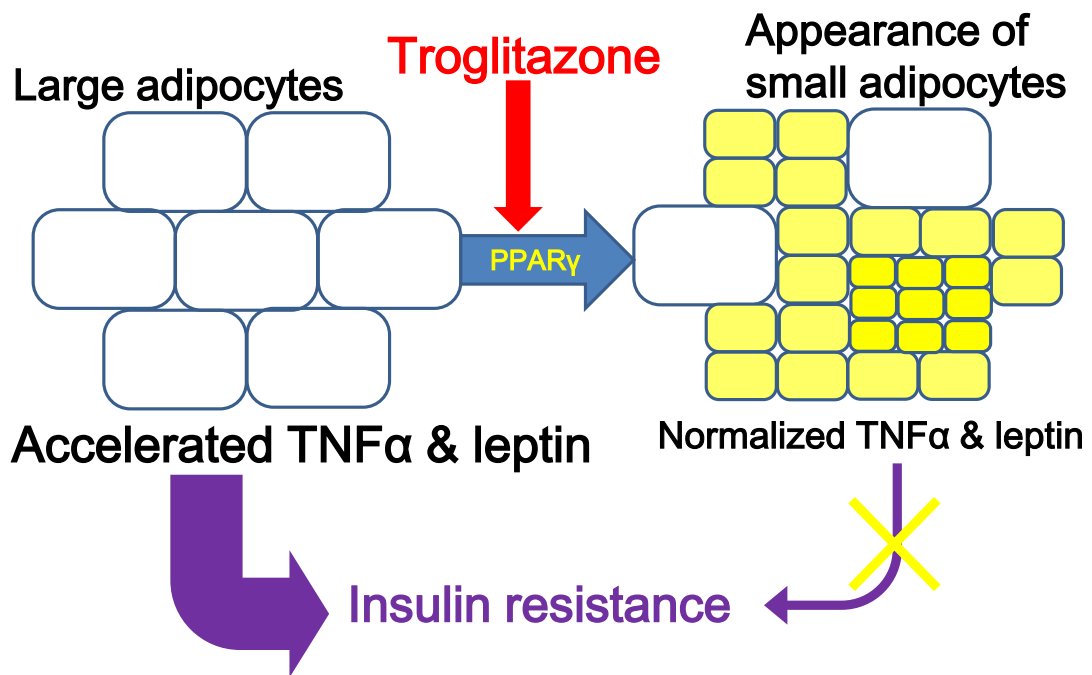 Troglitazone
Appearance of
small adipocytes
Large adipocytes
PPARγ
Accelerated TNFα & leptin
Normalized TNFα & leptin
Insulin resistance